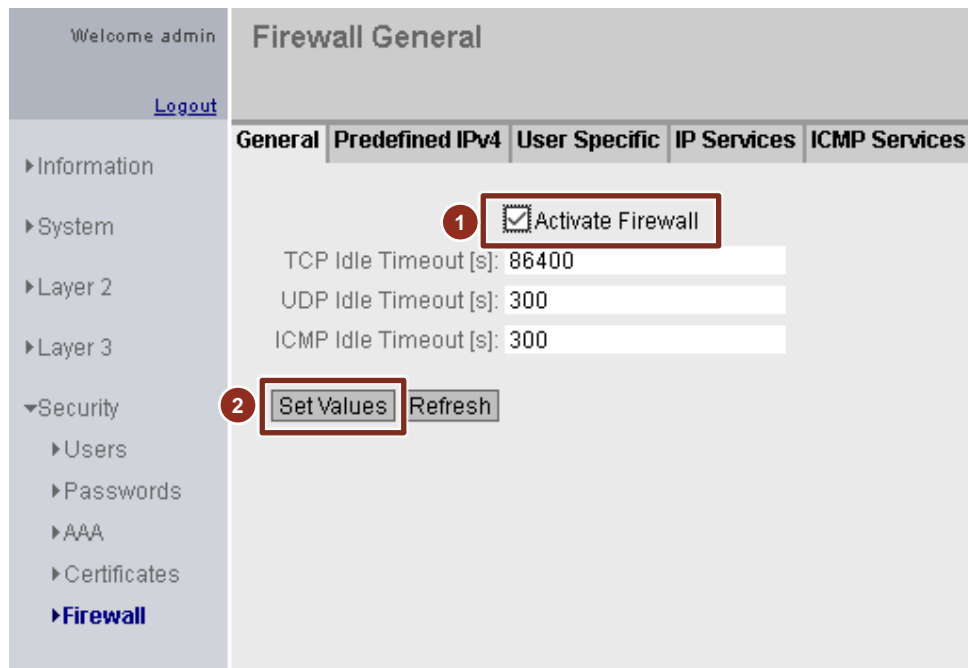 Welcome admin
Logout
Firewall General
General Predefined IPv4 User Specific IP Services ICMP Services
Information
System
Layer 2
Layer 3
Security
Users
Passwords
AAA
Certificates
Firewall
1 Activate Firewall
TCP Idle Timeout [s]: 86400
UDP Idle Timeout [s]: 300
ICMP Idle Timeout [s]: 300
2 Set Values Refresh